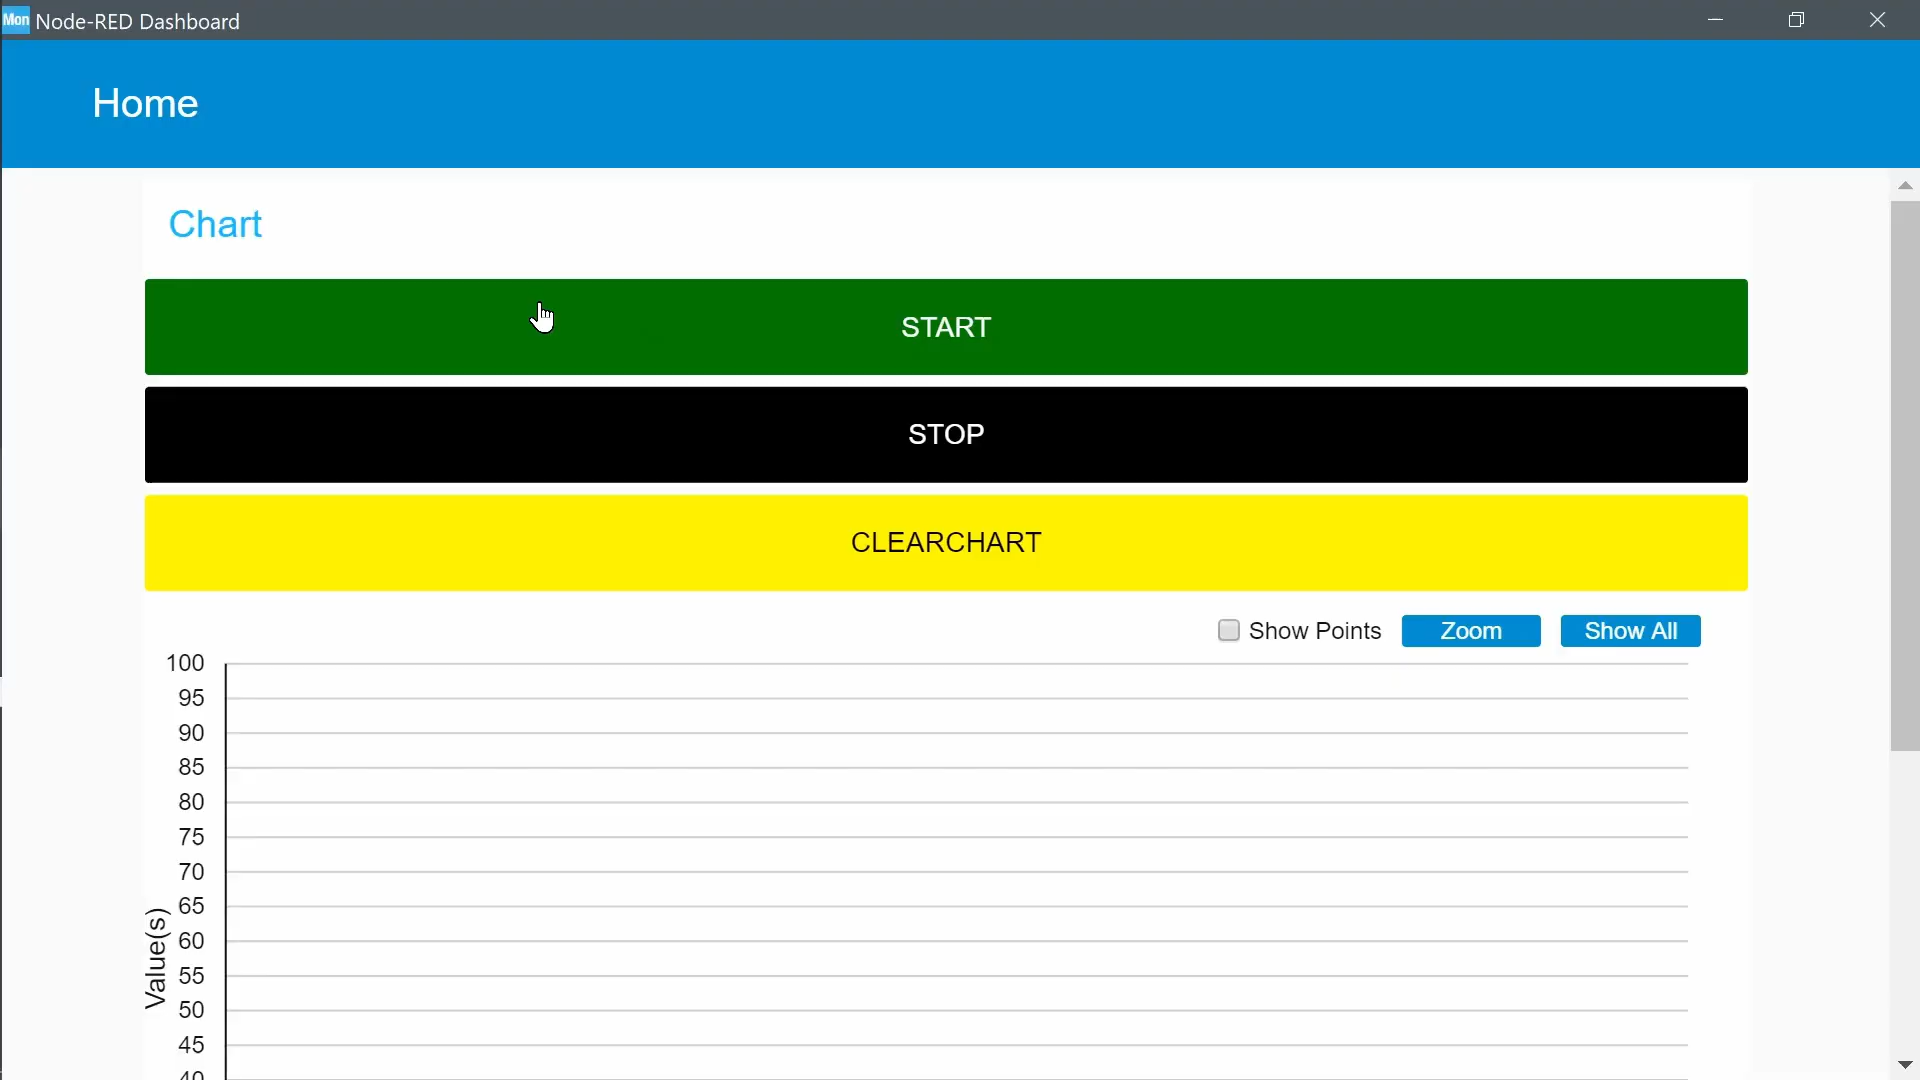 Mon Node-RED Dashboard
Home
Chart
START
STOP
CLEARCHART
Show Points Zoom Show All
100
95
90
85
80
75
70
65
60
55
50
45
40
Value(s)